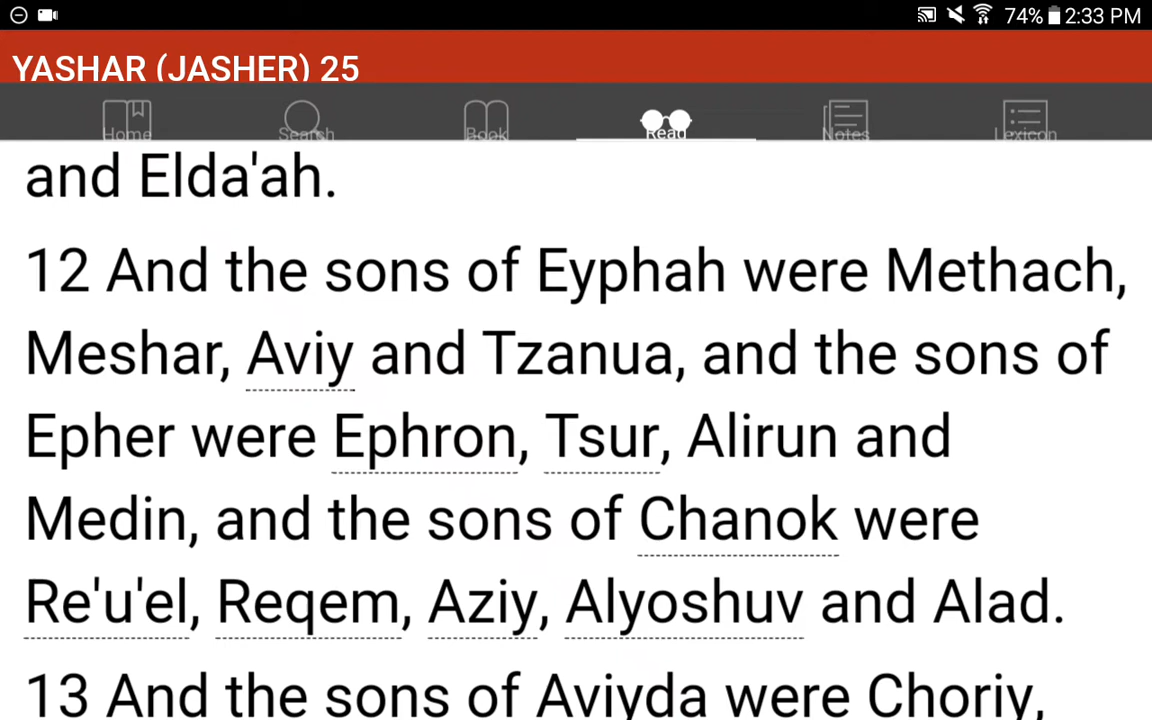 74% 2:33 PM
YASHAR (JASHER) 25
Home Search Book Read Notes Lexicon
and Elda'ah.
12 And the sons of Eyphah were Methach,
Meshar, Aviy and Tzanua, and the sons of
Epher were Ephron, Tsur, Alirun and
Medin, and the sons of Chanok were
Re'u'el, Reqem, Aziy, Alyoshuv and Alad.
13 And the sons of Aviyda were Choriy,